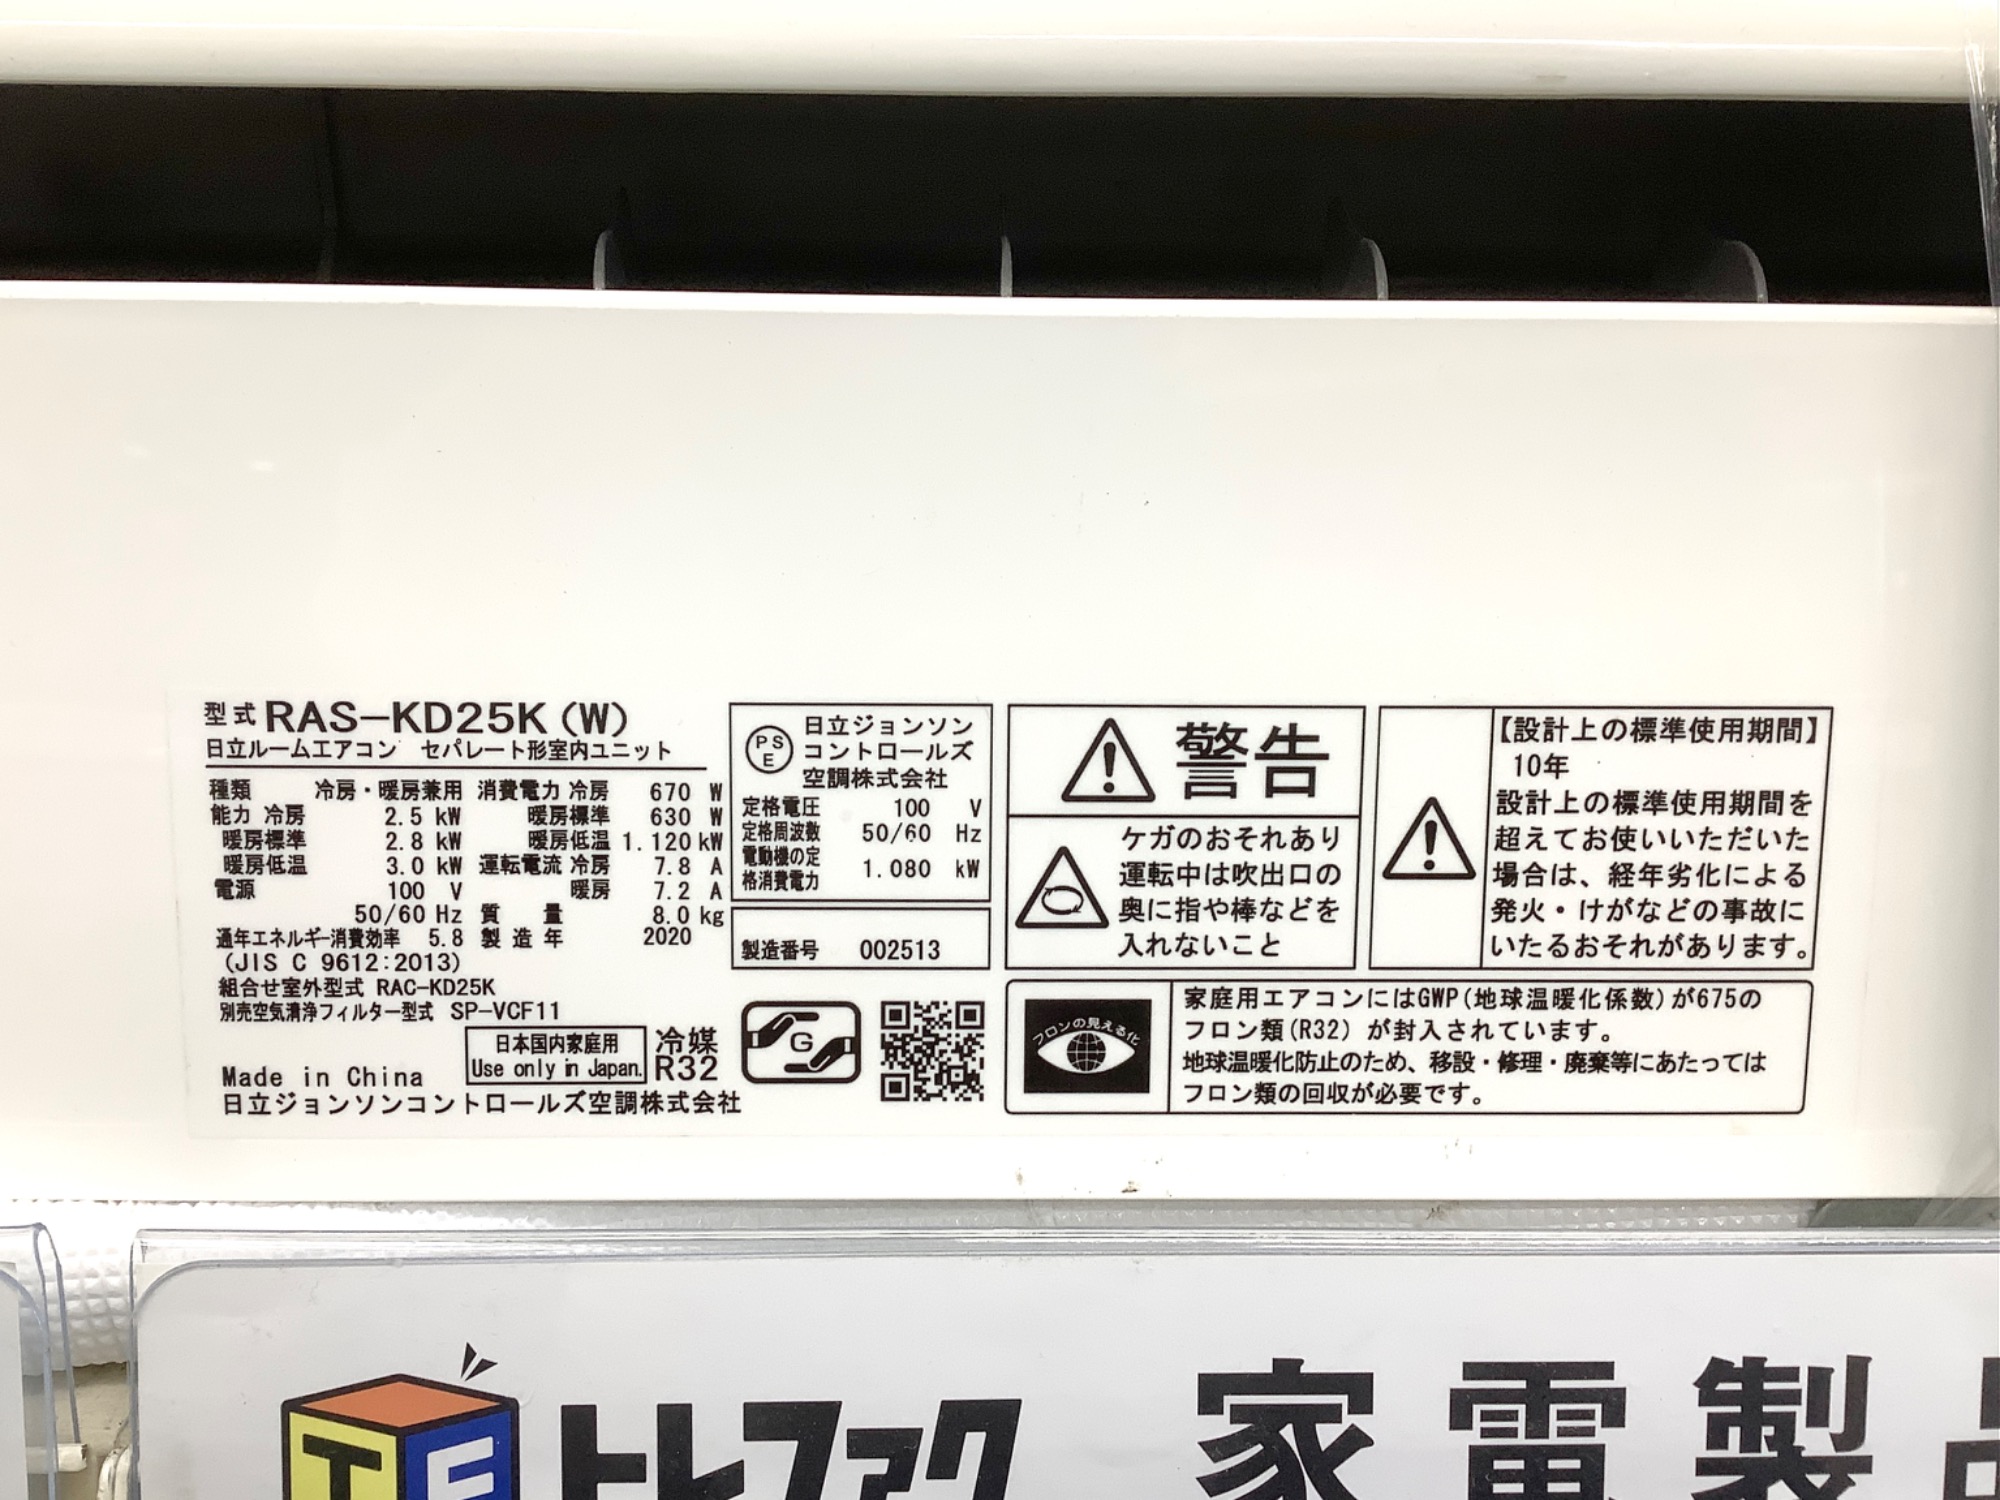 型式 RAS-KD25K (W)
日立ルームエアコン セパレート形室内ユニット
種類 冷房・暖房兼用 消費電力 冷房 670 W
能力 冷房 2.5 kW 暖房標準 630 W
暖房標準 2.8 kW 暖房低温 1.120 kW
暖房低温 3.0 kW 運転電流 冷房 7.8 A
電源 100 V 暖房 7.2 A
50/60 Hz 質量 8.0 kg
通年エネルギー消費効率 5.8 製造年 2020
(JIS C 9612:2013)
組合せ室外型式 RAC-KD25K
別売空気清浄フィルター型式 SP-VCF11
日本国内家庭用
Use only in Japan.
冷媒
R32
Made in China
日立ジョンソンコントロールズ空調株式会社
PS
E
日立ジョンソン
コントロールズ
空調株式会社
定格電圧 100 V
定格周波数 50/60 Hz
電動機の定
格消費電力 1.080 kW
製造番号 002513
G
警告
ケガのおそれあり
運転中は吹出口の
奥に指や棒などを
入れないこと
【設計上の標準使用期間】
10年
設計上の標準使用期間を
超えてお使いいただいた
場合は、経年劣化による
発火・けがなどの事故に
いたるおそれがあります。
フロンの見える化
家庭用エアコンにはGWP(地球温暖化係数)が675の
フロン類(R32)が封入されています。
地球温暖化防止のため、移設・修理・廃棄等にあたっては
フロン類の回収が必要です。
TF
トレファク
家電製品